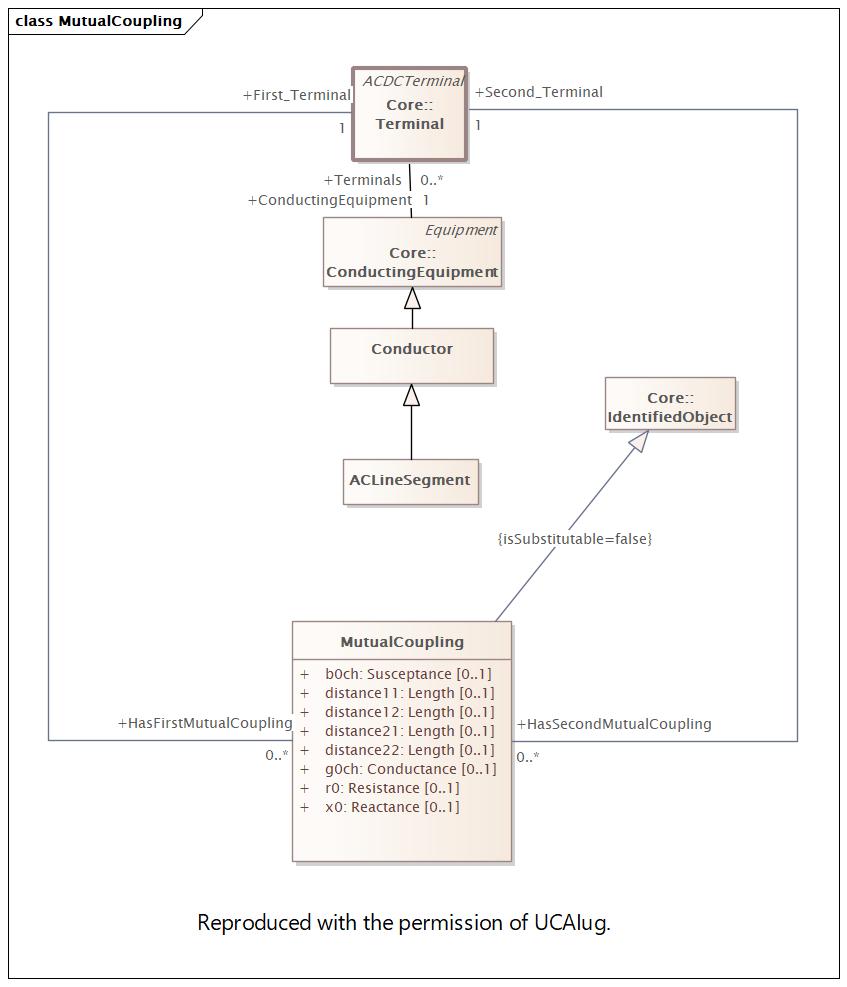 class MutualCoupling
ACDCTerminal
Core::
Terminal
+First_Terminal
1
+Second_Terminal
1
+Terminals 0..*
+ConductingEquipment 1
Equipment
Core::
ConductingEquipment
Conductor
Core::
IdentifiedObject
ACLineSegment
{isSubstitutable=false}
MutualCoupling
+ b0ch: Susceptance [0..1]
+ distance11: Length [0..1]
+ distance12: Length [0..1]
+ distance21: Length [0..1]
+ distance22: Length [0..1]
+ g0ch: Conductance [0..1]
+ r0: Resistance [0..1]
+ x0: Reactance [0..1]
+HasFirstMutualCoupling
0..*
+HasSecondMutualCoupling
0..*
Reproduced with the permission of UCAIug.